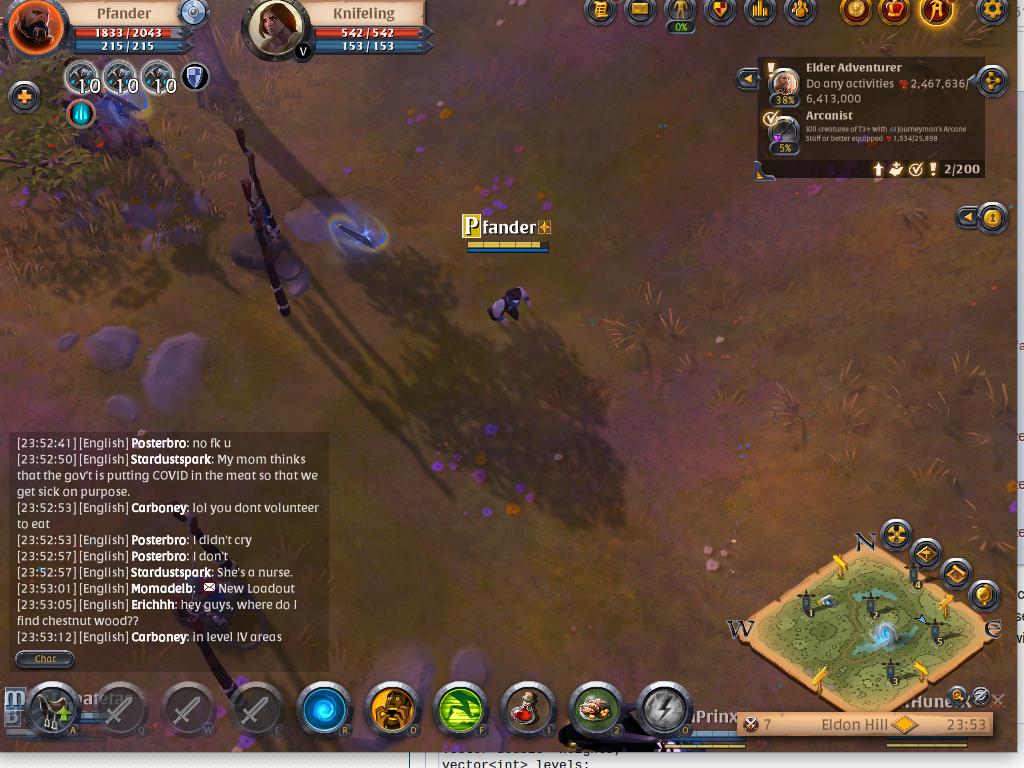 Pfander
1833 / 2043
215 / 215
Knifeling
542 / 542
153 / 153
V
0%
10 10 10
Elder Adventurer
Do any activities 2,467,636/
6,413,000
38%
Arcanist
Kill creatures of T3+ with Journeyman's Arcane
Staff or better equipped 1,534/25,898
5%
2/200
Pfander
[23:52:41] [English] Posterbro: no fk u
[23:52:50] [English] Stardustspark: My mom thinks
that the gov't is putting COVID in the meat so that we
get sick on purpose.
[23:52:53] [English] Carboney: lol you dont volunteer
to eat
[23:52:53] [English] Posterbro: I didn't cry
[23:52:57] [English] Posterbro: I don't
[23:52:57] [English] Stardustspark: She's a nurse.
[23:53:01] [English] Momadelb: New Loadout
[23:53:05] [English] Erichhh: hey guys, where do I
find chestnut wood??
[23:53:12] [English] Carboney: in level IV areas
Chat
N
W
E
1
2
3
4
5
A Q W E R D F 1 2 O
7 Eldon Hill 23:53
vector<int> levels;